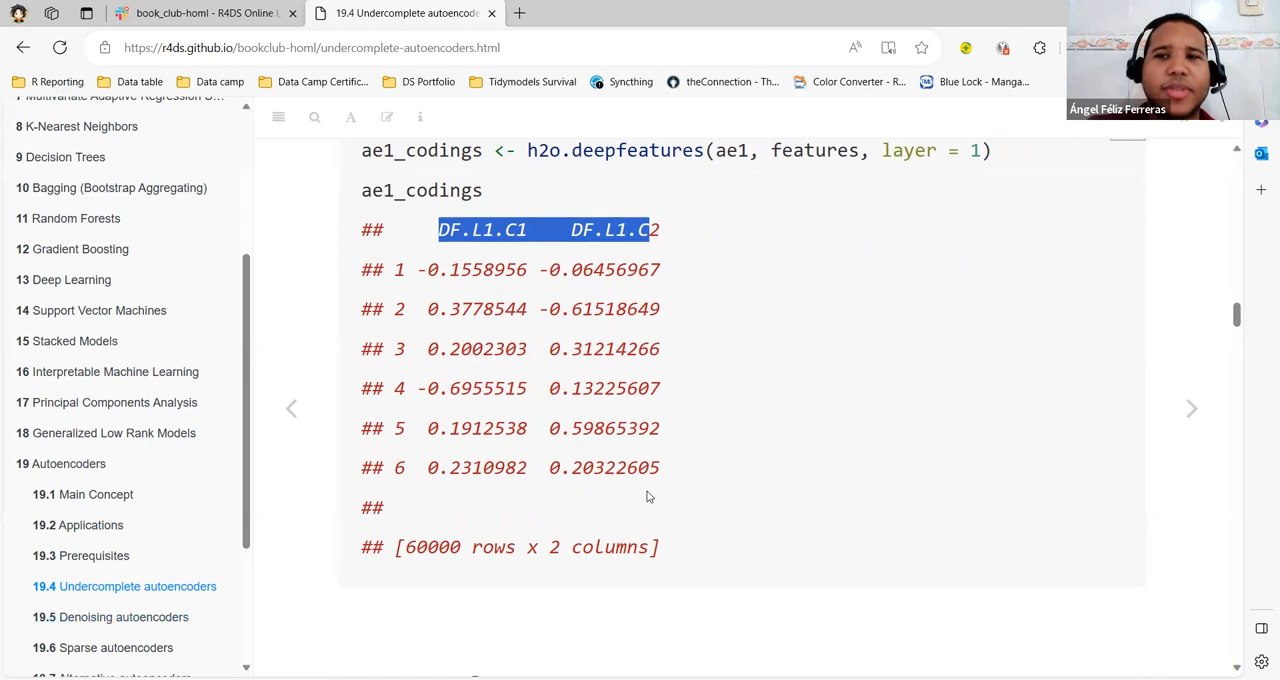 book_club-homl - R4DS Online L
19.4 Undercomplete autoencode
https://r4ds.github.io/bookclub-homl/undercomplete-autoencoders.html
R Reporting
Data table
Data camp
Data Camp Certific...
DS Portfolio
Tidymodels Survival
Syncthing
theConnection - Th...
Color Converter - R...
Blue Lock - Manga...
Ángel Féliz Ferreras
7 Multivariate Adaptive Regression S...
8 K-Nearest Neighbors
9 Decision Trees
10 Bagging (Bootstrap Aggregating)
11 Random Forests
12 Gradient Boosting
13 Deep Learning
14 Support Vector Machines
15 Stacked Models
16 Interpretable Machine Learning
17 Principal Components Analysis
18 Generalized Low Rank Models
19 Autoencoders
19.1 Main Concept
19.2 Applications
19.3 Prerequisites
19.4 Undercomplete autoencoders
19.5 Denoising autoencoders
19.6 Sparse autoencoders
ae1_codings <- h2o.deepfeatures(ae1, features, layer = 1)
ae1_codings
## DF.L1.C1 DF.L1.C2
## 1 -0.1558956 -0.06456967
## 2 0.3778544 -0.61518649
## 3 0.2002303 0.31214266
## 4 -0.6955515 0.13225607
## 5 0.1912538 0.59865392
## 6 0.2310982 0.20322605
##
## [60000 rows x 2 columns]